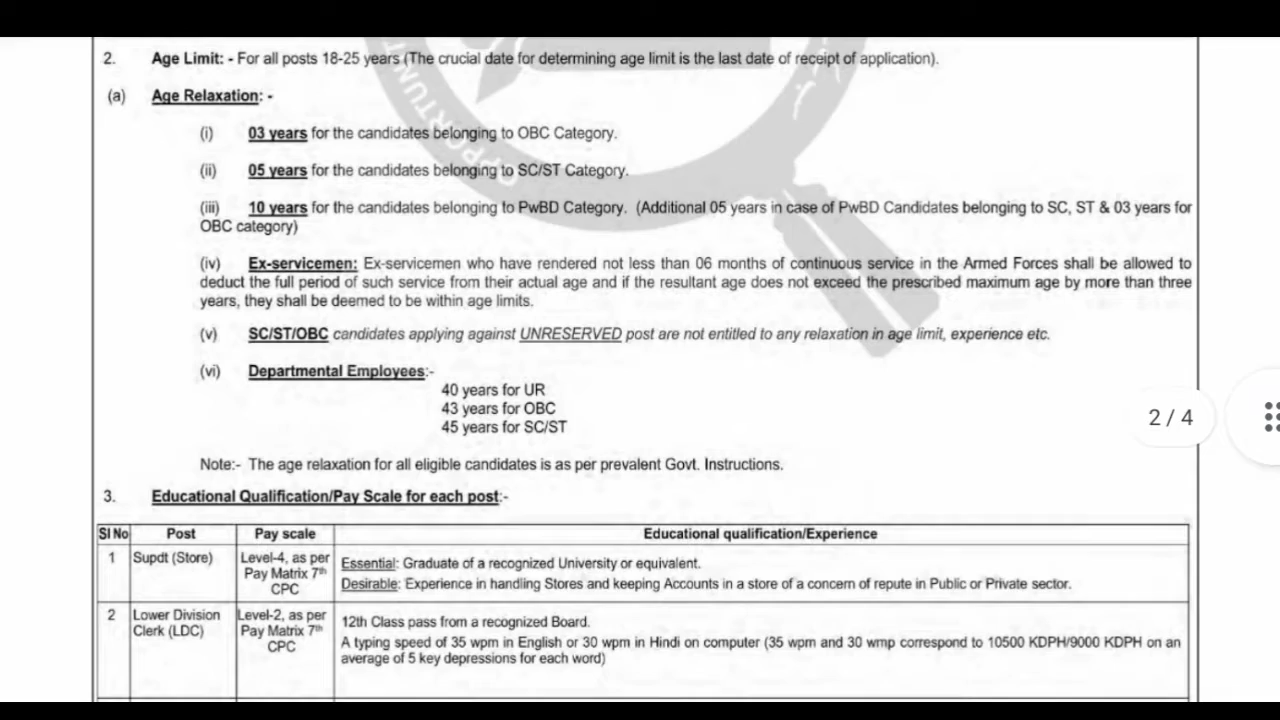 2. Age Limit: - For all posts 18-25 years (The crucial date for determining age limit is the last date of receipt of application).
(a) Age Relaxation: -
(i) 03 years for the candidates belonging to OBC Category.
(ii) 05 years for the candidates belonging to SC/ST Category.
(iii) 10 years for the candidates belonging to PwBD Category. (Additional 05 years in case of PwBD Candidates belonging to SC, ST & 03 years for
OBC category)
(iv) Ex-servicemen: Ex-servicemen who have rendered not less than 06 months of continuous service in the Armed Forces shall be allowed to
deduct the full period of such service from their actual age and if the resultant age does not exceed the prescribed maximum age by more than three
years, they shall be deemed to be within age limits.
(v) SC/ST/OBC candidates applying against UNRESERVED post are not entitled to any relaxation in age limit, experience etc.
(vi) Departmental Employees:-
40 years for UR
43 years for OBC
45 years for SC/ST
2 / 4
Note:- The age relaxation for all eligible candidates is as per prevalent Govt. Instructions.
3. Educational Qualification/Pay Scale for each post:-
Sl No Post Pay scale Educational qualification/Experience
1 Supdt (Store) Level-4, as per
Pay Matrix 7th
CPC
Essential: Graduate of a recognized University or equivalent.
Desirable: Experience in handling Stores and keeping Accounts in a store of a concern of repute in Public or Private sector.
2 Lower Division
Clerk (LDC)
Level-2, as per
Pay Matrix 7th
CPC
12th Class pass from a recognized Board.
A typing speed of 35 wpm in English or 30 wpm in Hindi on computer (35 wpm and 30 wmp correspond to 10500 KDPH/9000 KDPH on an
average of 5 key depressions for each word)